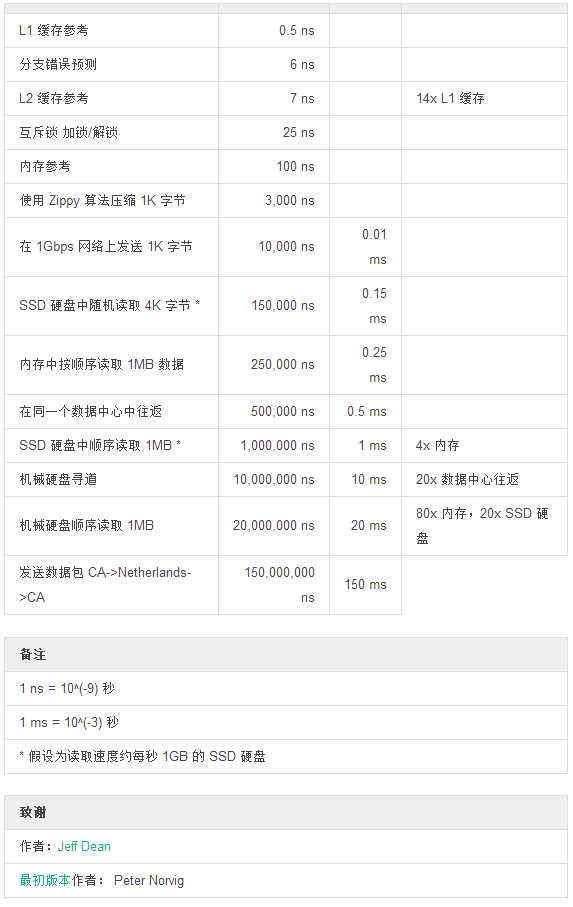 L1 缓存参考 0.5 ns
分支错误预测 6 ns
L2 缓存参考 7 ns 14x L1 缓存
互斥锁 加锁/解锁 25 ns
内存参考 100 ns
使用 Zippy 算法压缩 1K 字节 3,000 ns
在 1Gbps 网络上发送 1K 字节 10,000 ns 0.01
ms
SSD 硬盘中随机读取 4K 字节 * 150,000 ns 0.15
ms
内存中按顺序读取 1MB 数据 250,000 ns 0.25
ms
在同一个数据中心中往返 500,000 ns 0.5 ms
SSD 硬盘中顺序读取 1MB * 1,000,000 ns 1 ms 4x 内存
机械硬盘寻道 10,000,000 ns 10 ms 20x 数据中心往返
机械硬盘顺序读取 1MB 20,000,000 ns 20 ms 80x 内存，20x SSD 硬
盘
发送数据包 CA->Netherlands-
>CA 150,000,000
ns 150 ms
备注
1 ns = 10^(-9) 秒
1 ms = 10^(-3) 秒
* 假设为读取速度约每秒 1GB 的 SSD 硬盘
致谢
作者：Jeff Dean
最初版本作者： Peter Norvig